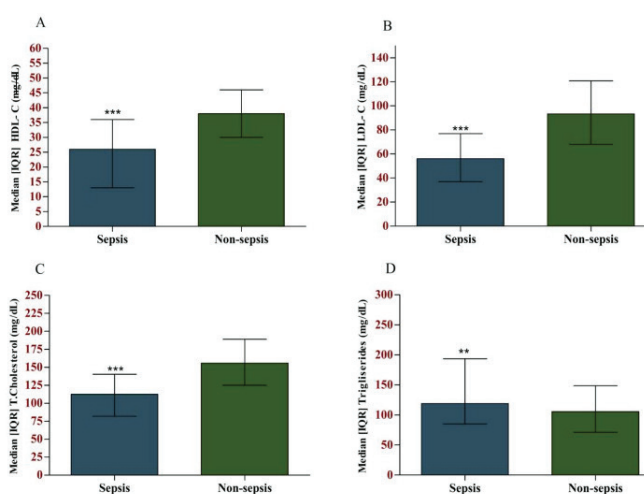 A
Median [IQR] HDL- C (mg/dL)
60
55
50
45
40
35
30
25
20
15
10
5
0
***
Sepsis
Non-sepsis
B
Median [IQR] LDL- C (mg/dL)
140
120
100
80
60
40
20
0
***
Sepsis
Non-sepsis
C
Median [IQR] T.Cholesterol (mg/dL)
250
225
200
175
150
125
100
75
50
25
0
***
Sepsis
Non-sepsis
D
Median [IQR] Trigliserides (mg/dL)
300
250
200
150
100
50
0
**
Sepsis
Non-sepsis